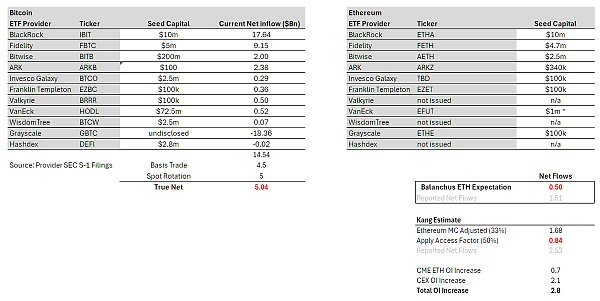 Bitcoin
ETF Provider Ticker Seed Capital Current Net inflow ($Bn)
BlackRock IBIT $10m 17.64
Fidelity FBTC $5m 9.15
Bitwise BITB $200m 2.00
ARK ARKB $100 2.38
Invesco Galaxy BTCO $2.5m 0.29
Franklin Templeton EZBC $100k 0.36
Valkyrie BRRR $100k 0.50
VanEck HODL $72.5m 0.52
WisdomTree BTCW $2.5m 0.07
Grayscale GBTC undisclosed -18.36
Hashdex DEFI $2.8m -0.02
14.54
Source: Provider SEC S-1 Filings Basis Trade 4.5
Spot Rotation 5
True Net 5.04
Ethereum
ETF Provider Ticker Seed Capital
BlackRock ETHA $10m
Fidelity FETH $4.7m
Bitwise AETH $2.5m
ARK ARKZ $340k
Invesco Galaxy TBD $100k
Franklin Templeton EZET $100k
Valkyrie not issued n/a
VanEck EFUT $1m *
WisdomTree not issued n/a
Grayscale ETHE $100k
Hashdex not issued n/a
Net Flows
Balanchus ETH Expectation 0.50
Reported Net Flows 1.51
Kang Estimate
Ethereum MC Adjusted (33%) 1.68
Apply Access Factor (50%) 0.84
Reported Net Flows 2.52
CME ETH OI Increase 0.7
CEX OI Increase 2.1
Total OI Increase 2.8